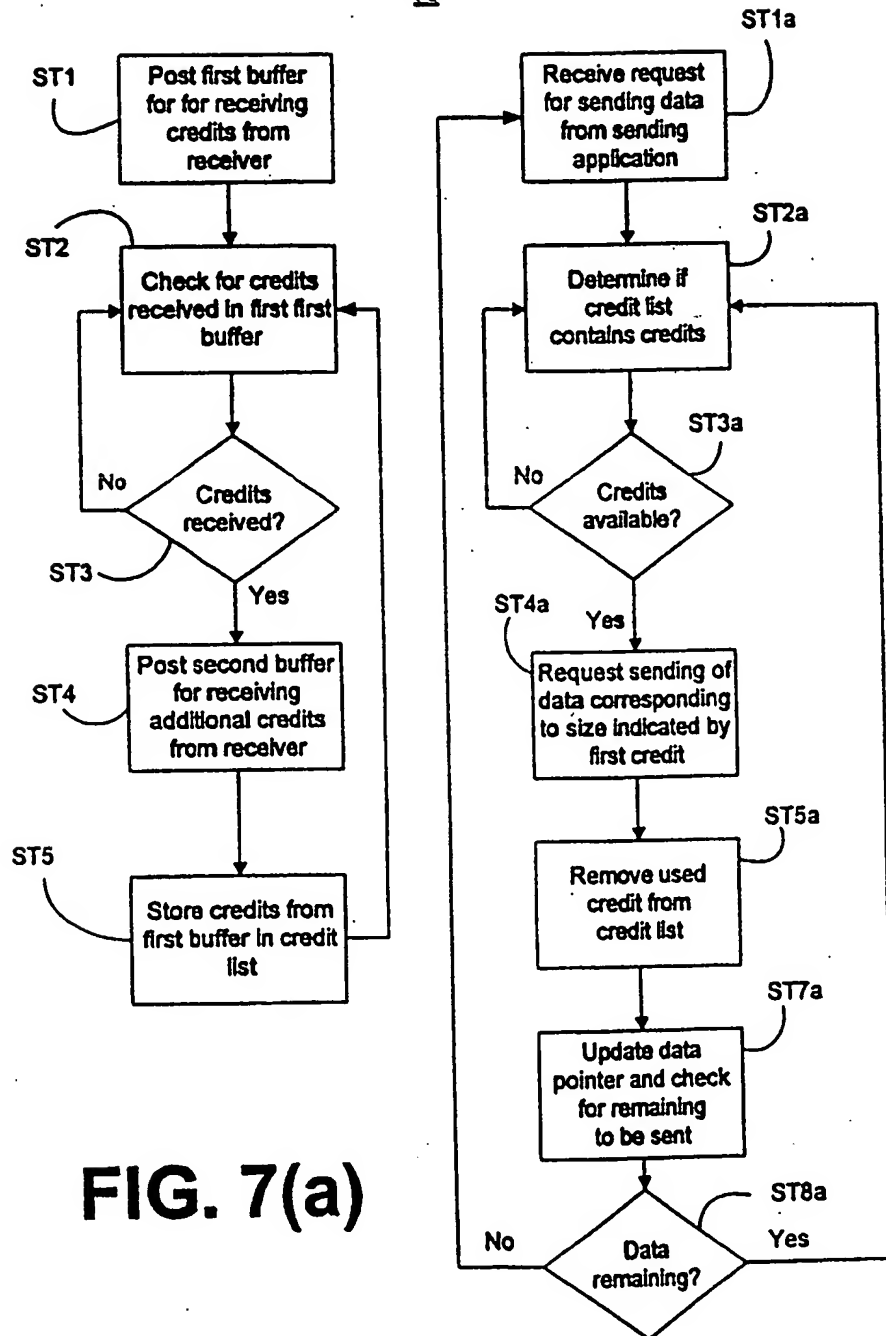 ST1
Post first buffer
for for receiving
credits from
receiver
ST2
Check for credits
received in first first
buffer
No
Credits
received?
ST3
Yes
ST4
Post second buffer
for receiving
additional credits
from receiver
ST5
Store credits from
first buffer in credit
list
FIG. 7(a)
ST1a
Receive request
for sending data
from sending
application
ST2a
Determine if
credit list
contains credits
ST3a
No
Credits
available?
ST4a
Yes
Request sending of
data corresponding
to size indicated by
first credit
ST5a
Remove used
credit from
credit list
ST7a
Update data
pointer and check
for remaining
to be sent
ST8a
No
Data
remaining?
Yes